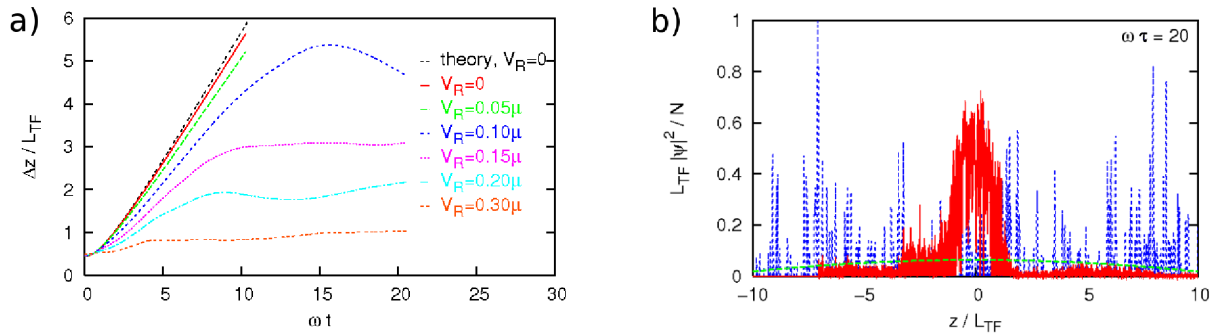 a)
Δz / L_TF
6
5
4
3
2
1
0
0 5 10 15 20 25 30
ω t
theory, V_R=0
V_R=0
V_R=0.05μ
V_R=0.10μ
V_R=0.15μ
V_R=0.20μ
V_R=0.30μ
b)
L_TF |ψ|² / N
1
0.8
0.6
0.4
0.2
0
−10 −5 0 5 10
z / L_TF
ω τ = 20